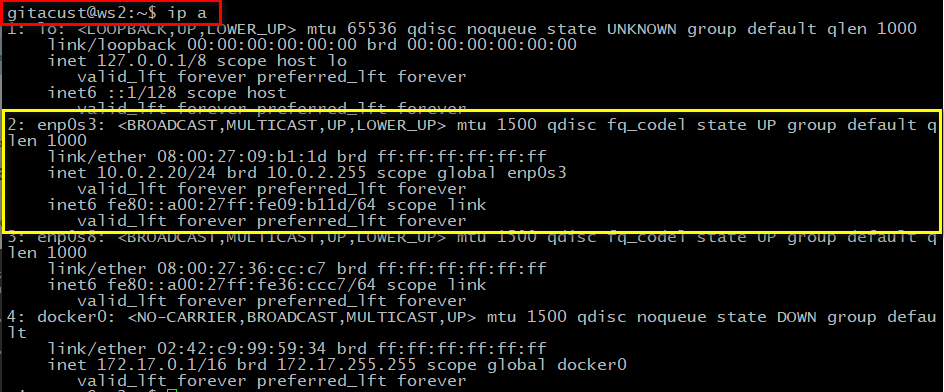 gitacust@ws2:~$ ip a
1: lo: <LOOPBACK,UP,LOWER_UP> mtu 65536 qdisc noqueue state UNKNOWN group default qlen 1000
link/loopback 00:00:00:00:00:00 brd 00:00:00:00:00:00
inet 127.0.0.1/8 scope host lo
valid_lft forever preferred_lft forever
inet6 ::1/128 scope host
valid_lft forever preferred_lft forever
2: enp0s3: <BROADCAST,MULTICAST,UP,LOWER_UP> mtu 1500 qdisc fq_codel state UP group default q
len 1000
link/ether 08:00:27:09:b1:1d brd ff:ff:ff:ff:ff:ff
inet 10.0.2.20/24 brd 10.0.2.255 scope global enp0s3
valid_lft forever preferred_lft forever
inet6 fe80::a00:27ff:fe09:b11d/64 scope link
valid_lft forever preferred_lft forever
3: enp0s8: <BROADCAST,MULTICAST,UP,LOWER_UP> mtu 1500 qdisc fq_codel state UP group default q
len 1000
link/ether 08:00:27:36:cc:c7 brd ff:ff:ff:ff:ff:ff
inet6 fe80::a00:27ff:fe36:ccc7/64 scope link
valid_lft forever preferred_lft forever
4: docker0: <NO-CARRIER,BROADCAST,MULTICAST,UP> mtu 1500 qdisc noqueue state DOWN group defau
lt
link/ether 02:42:c9:99:59:34 brd ff:ff:ff:ff:ff:ff
inet 172.17.0.1/16 brd 172.17.255.255 scope global docker0
valid_lft forever preferred_lft forever